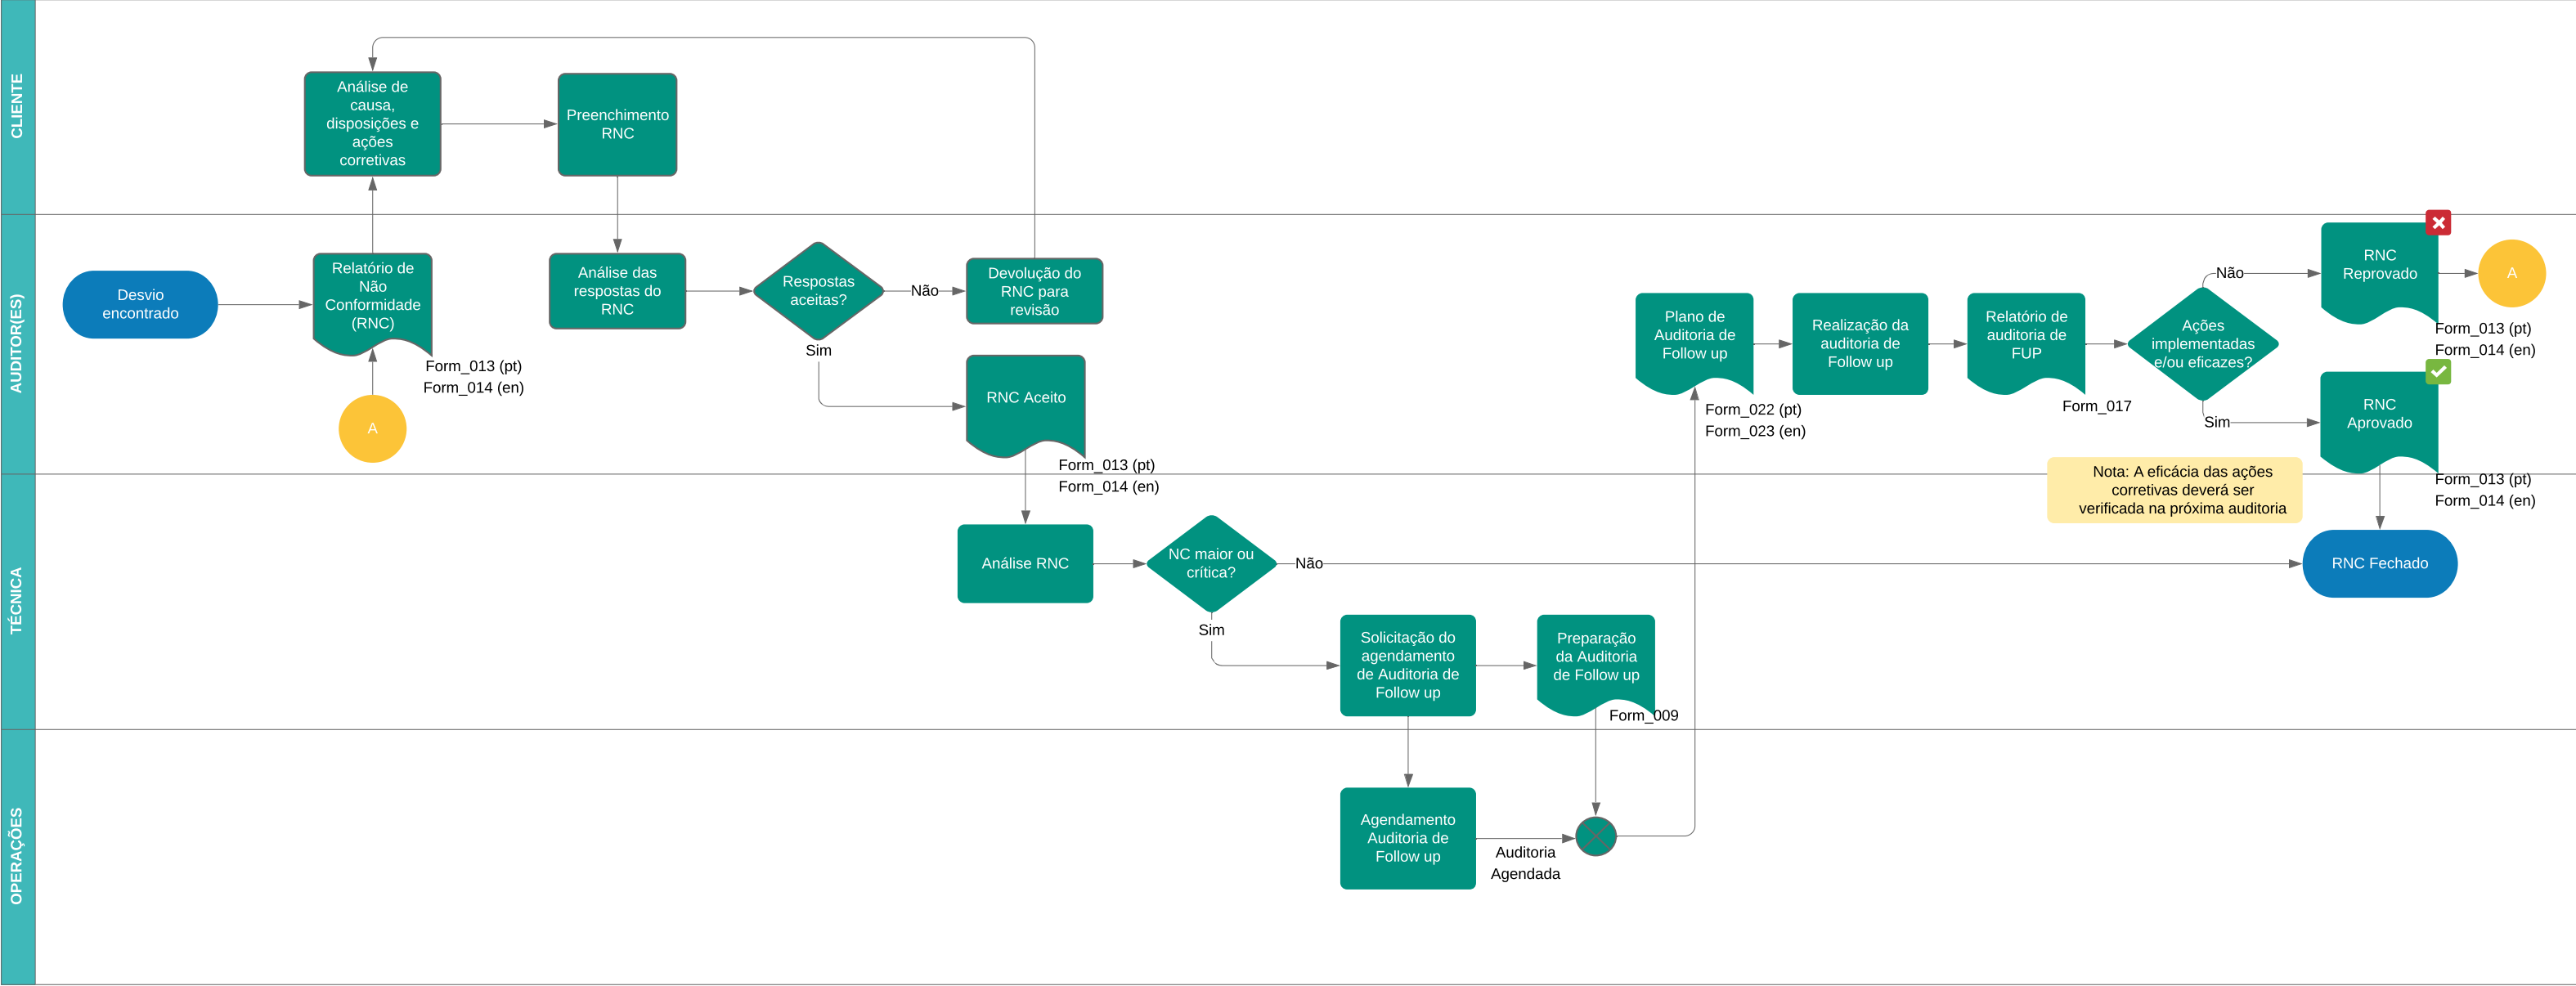 CLIENTE
Análise de
causa,
disposições e
ações
corretivas
Preenchimento
RNC
AUDITOR(ES)
Desvio
encontrado
Relatório de
Não
Conformidade
(RNC)
Form_013 (pt)
Form_014 (en)
A
Análise das
respostas do
RNC
Respostas
aceitas?
Não
Sim
Devolução do
RNC para
revisão
RNC Aceito
Form_013 (pt)
Form_014 (en)
Plano de
Auditoria de
Follow up
Form_022 (pt)
Form_023 (en)
Realização da
auditoria de
Follow up
Relatório de
auditoria de
FUP
Form_017
Ações
implementadas
e/ou eficazes?
Não
Sim
RNC
Reprovado
Form_013 (pt)
Form_014 (en)
A
RNC
Aprovado
Form_013 (pt)
Form_014 (en)
TÉCNICA
Análise RNC
NC maior ou
crítica?
Não
Sim
Nota: A eficácia das ações
corretivas deverá ser
verificada na próxima auditoria
RNC Fechado
Solicitação do
agendamento
de Auditoria de
Follow up
Preparação
da Auditoria
de Follow up
Form_009
OPERAÇÕES
Agendamento
Auditoria de
Follow up
Auditoria
Agendada